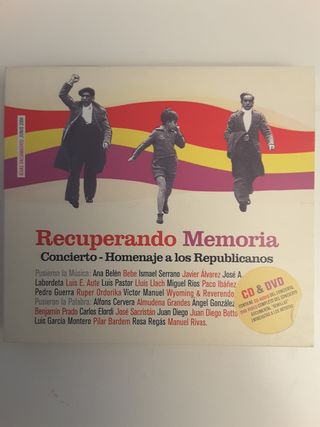 Recuperando Memoria
Concierto - Homenaje a los Republicanos
Pusieron la Música: Ana Belén Bebe Ismael Serrano Javier Álvarez José A.
Labordeta Luis E. Aute Luis Pastor Lluis Llach Miguel Ríos Paco Ibáñez
Pedro Guerra Ruper Ordorika Víctor Manuel Wyoming & Reverendo
Pusieron la Palabra: Alfons Cervera Almudena Grandes Angel González
Benjamín Prado Carlos Elordi José Sacristán Juan Diego Juan Diego Botto
Luis García Montero Pilar Bardem Rosa Regás Manuel Rivas.
CD & DVD